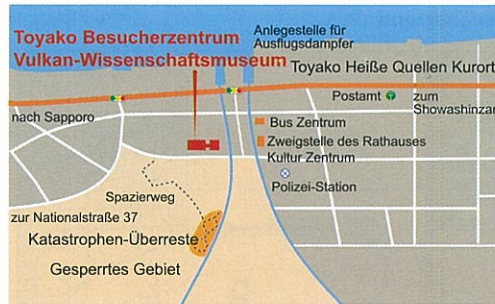 Anlegestelle für
Ausflugsdampfer
Toyako Besucherzentrum
Vulkan-Wissenschaftsmuseum
Toyako Heiße Quellen Kurort
Postamt
zum
Showashinzan
nach Sapporo
Bus Zentrum
Zweigstelle des Rathauses
Kultur Zentrum
Polizei-Station
Spazierweg
zur Nationalstraße 37
Katastrophen-Überreste
Gesperrtes Gebiet